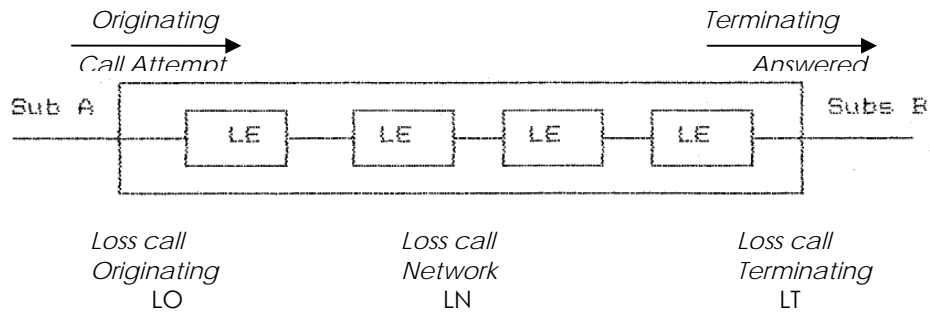 Originating
Terminating
Call Attempt
Answered
Sub A
Subs B
LE LE LE LE
Loss call
Originating
LO
Loss call
Network
LN
Loss call
Terminating
LT